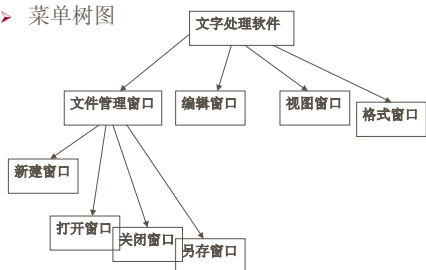 菜单树图
文字处理软件
文件管理窗口
编辑窗口
视图窗口
格式窗口
新建窗口
打开窗口
关闭窗口
另存窗口